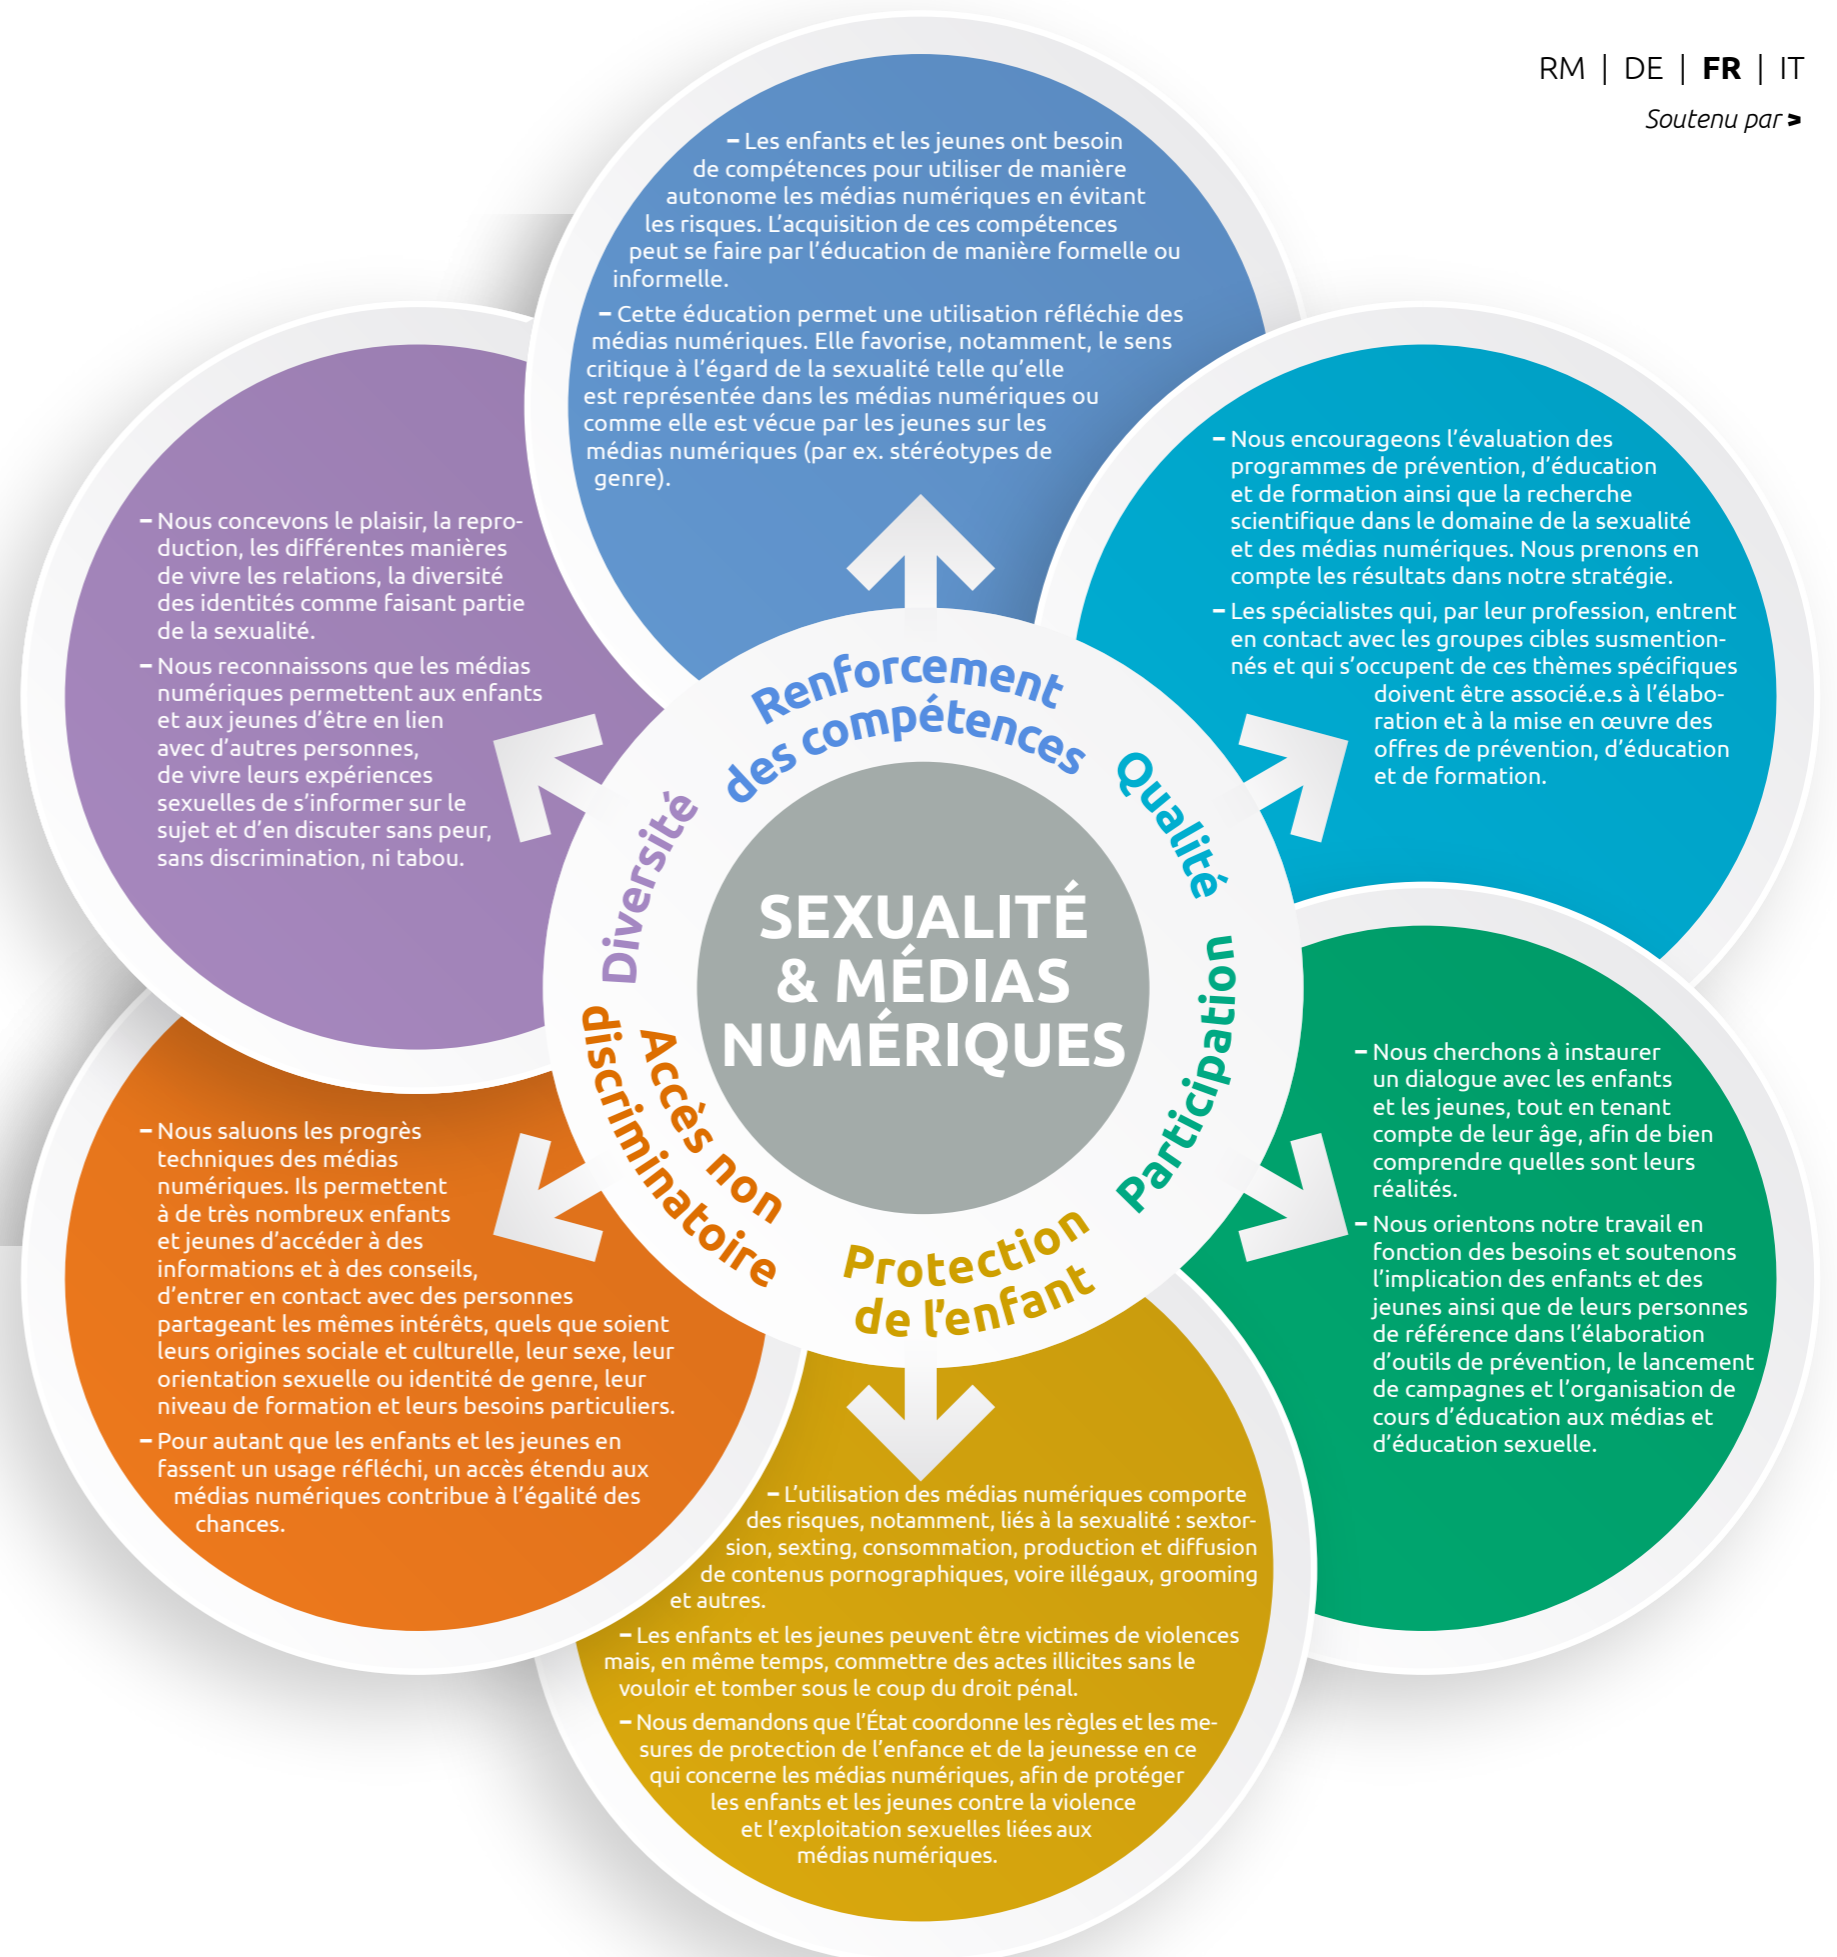 RM | DE | FR | IT
Soutenu par >
– Les enfants et les jeunes ont besoin
de compétences pour utiliser de manière
autonome les médias numériques en évitant
les risques. L’acquisition de ces compétences
peut se faire par l’éducation de manière formelle ou
informelle.
– Cette éducation permet une utilisation réfléchie des
médias numériques. Elle favorise, notamment, le sens
critique à l’égard de la sexualité telle qu’elle
est représentée dans les médias numériques ou
comme elle est vécue par les jeunes sur les
médias numériques (par ex. stéréotypes de
genre).
– Nous encourageons l’évaluation des
programmes de prévention, d’éducation
et de formation ainsi que la recherche
scientifique dans le domaine de la sexualité
et des médias numériques. Nous prenons en
compte les résultats dans notre stratégie.
– Les spécialistes qui, par leur profession, entrent
en contact avec les groupes cibles susmention-
nés et qui s’occupent de ces thèmes spécifiques
doivent être associé.e.s à l’élabo-
ration et à la mise en œuvre des
offres de prévention, d’éducation
et de formation.
– Nous concevons le plaisir, la repro-
duction, les différentes manières
de vivre les relations, la diversité
des identités comme faisant partie
de la sexualité.
– Nous reconnaissons que les médias
numériques permettent aux enfants
et aux jeunes d’être en lien
avec d’autres personnes,
de vivre leurs expériences
sexuelles de s’informer sur le
sujet et d’en discuter sans peur,
sans discrimination, ni tabou.
Renforcement
des compétences
Qualité
Participation
Protection
de l’enfant
Accès non
discriminatoire
Diversité
SEXUALITÉ
& MÉDIAS
NUMÉRIQUES
– Nous cherchons à instaurer
un dialogue avec les enfants
et les jeunes, tout en tenant
compte de leur âge, afin de bien
comprendre quelles sont leurs
réalités.
– Nous orientons notre travail en
fonction des besoins et soutenons
l’implication des enfants et des
jeunes ainsi que de leurs personnes
de référence dans l’élaboration
d’outils de prévention, le lancement
de campagnes et l’organisation de
cours d’éducation aux médias et
d’éducation sexuelle.
– Nous saluons les progrès
techniques des médias
numériques. Ils permettent
à de très nombreux enfants
et jeunes d’accéder à des
informations et à des conseils,
d’entrer en contact avec des personnes
partageant les mêmes intérêts, quels que soient
leurs origines sociale et culturelle, leur sexe, leur
orientation sexuelle ou identité de genre, leur
niveau de formation et leurs besoins particuliers.
– Pour autant que les enfants et les jeunes en
fassent un usage réfléchi, un accès étendu aux
médias numériques contribue à l’égalité des
chances.
– L’utilisation des médias numériques comporte
des risques, notamment, liés à la sexualité : sextor-
sion, sexting, consommation, production et diffusion
de contenus pornographiques, voire illégaux, grooming
et autres.
– Les enfants et les jeunes peuvent être victimes de violences
mais, en même temps, commettre des actes illicites sans le
vouloir et tomber sous le coup du droit pénal.
– Nous demandons que l’État coordonne les règles et les me-
sures de protection de l’enfance et de la jeunesse en ce
qui concerne les médias numériques, afin de protéger
les enfants et les jeunes contre la violence
et l’exploitation sexuelles liées aux
médias numériques.